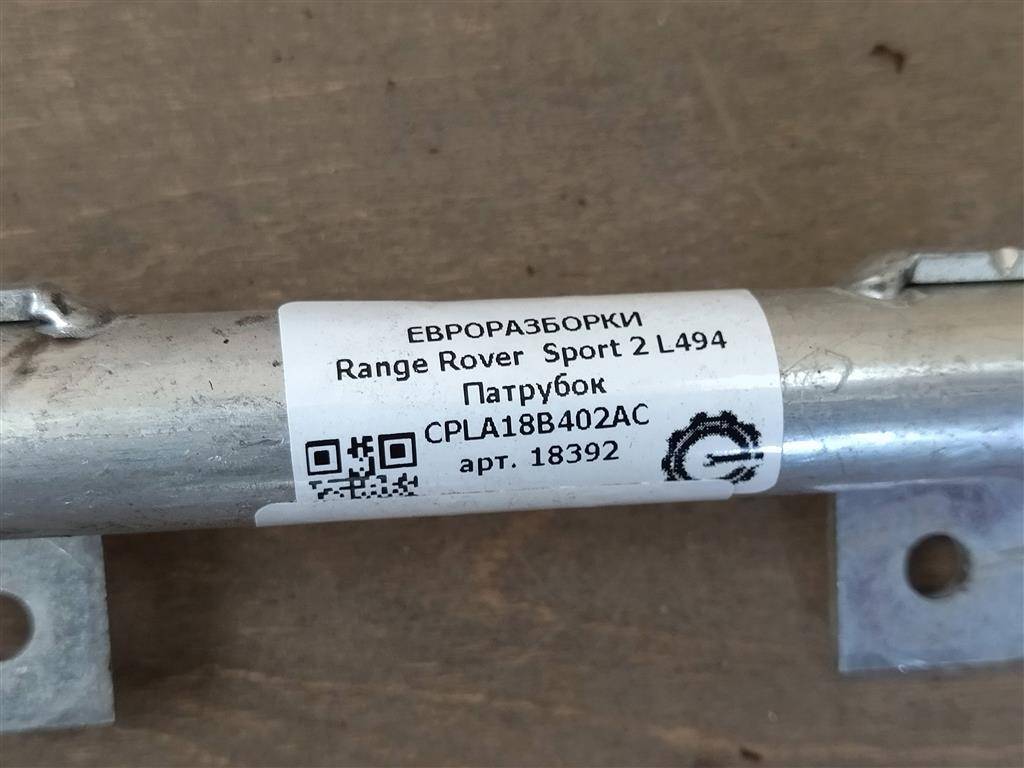 ЕВРОРАЗБОРКИ
Range Rover Sport 2 L494
Патрубок
CPLA18B402AC
арт. 18392